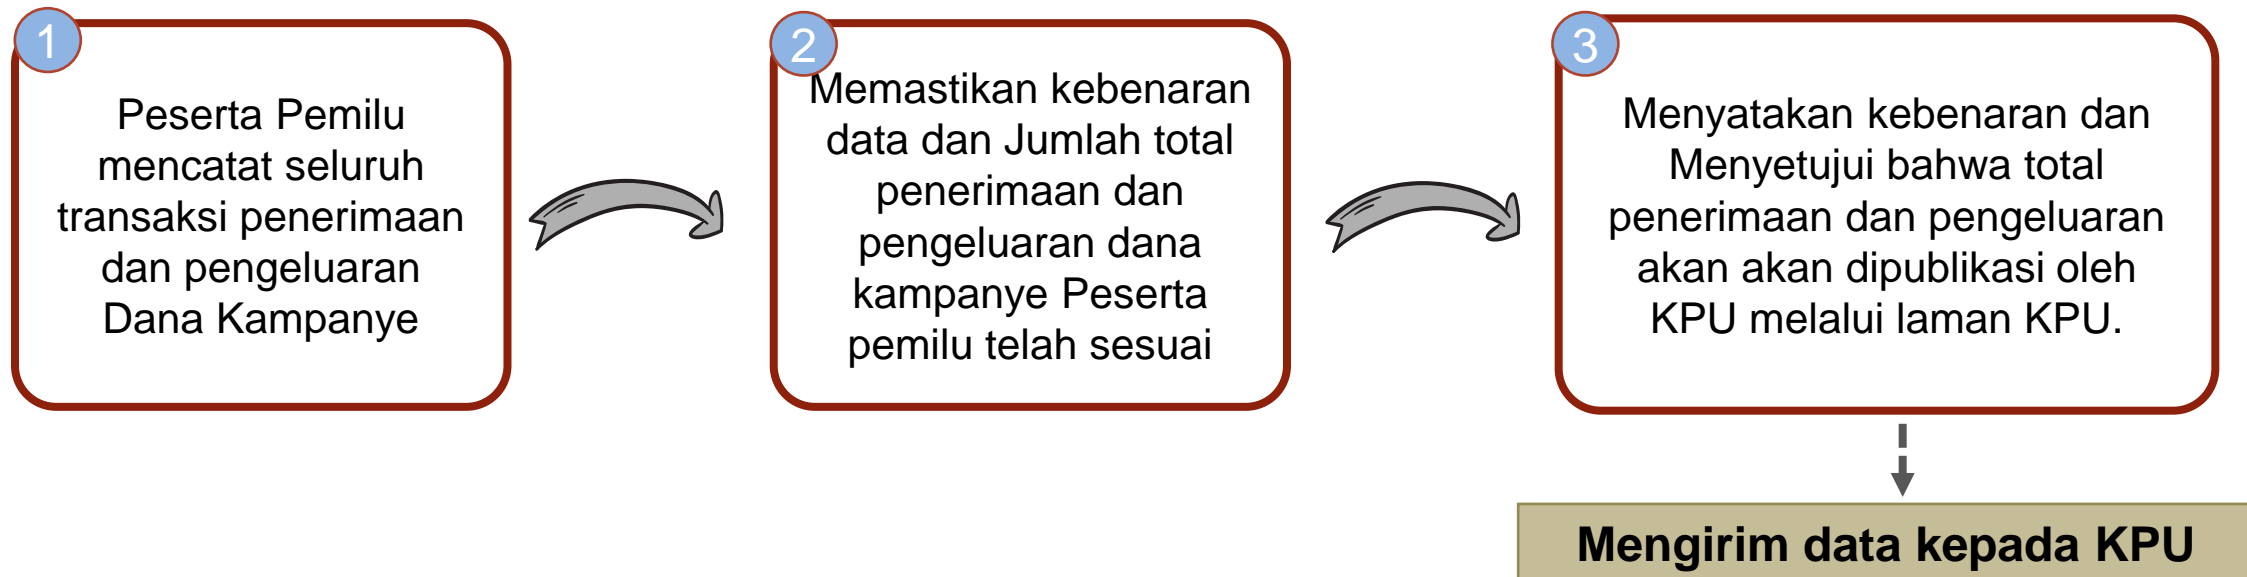 1
Peserta Pemilu
mencatat seluruh
transaksi penerimaan
dan pengeluaran
Dana Kampanye
2
Memastikan kebenaran
data dan Jumlah total
penerimaan dan
pengeluaran dana
kampanye Peserta
pemilu telah sesuai
3
Menyatakan kebenaran dan
Menyetujui bahwa total
penerimaan dan pengeluaran
akan akan dipublikasi oleh
KPU melalui laman KPU.
Mengirim data kepada KPU